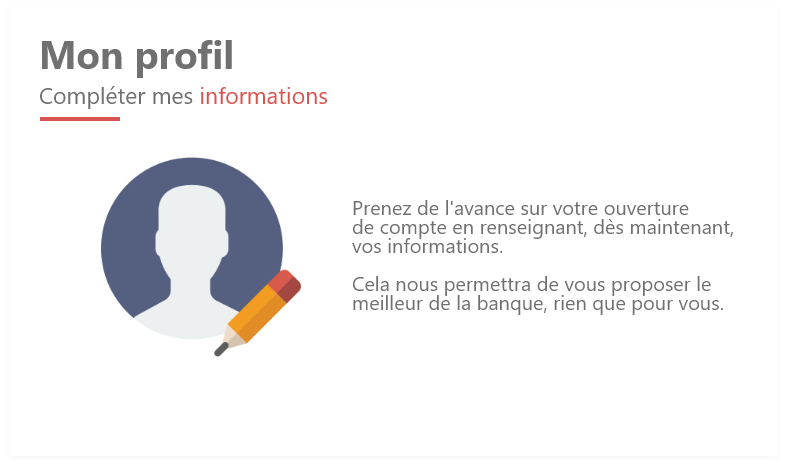 Mon profil
Compléter mes informations
Prenez de l'avance sur votre ouverture
de compte en renseignant, dès maintenant,
vos informations.
Cela nous permettra de vous proposer le
meilleur de la banque, rien que pour vous.